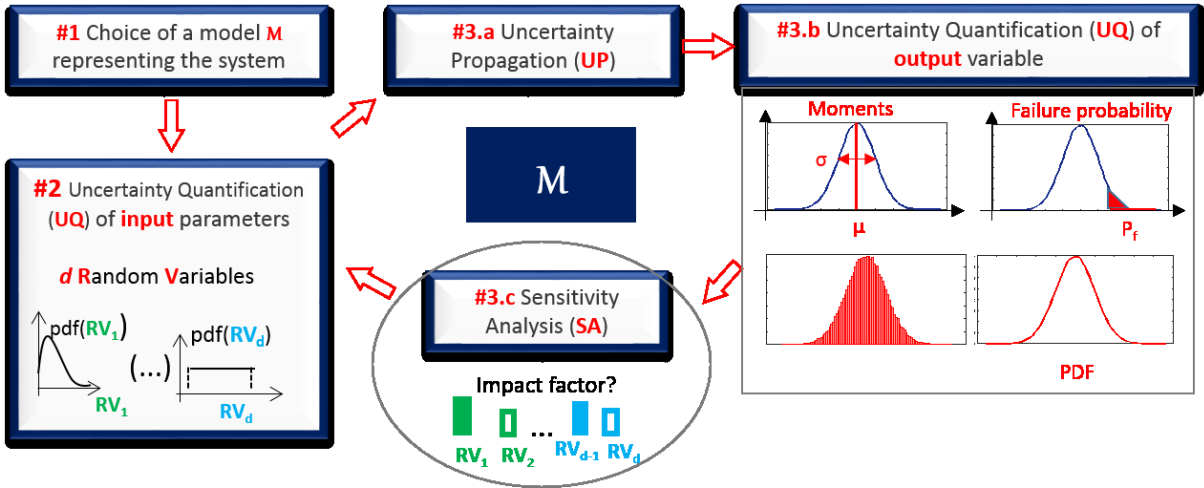 #1 Choice of a model M
representing the system
#3.a Uncertainty
Propagation (UP)
#3.b Uncertainty Quantification (UQ) of
output variable
#2 Uncertainty Quantification
(UQ) of input parameters
d Random Variables
pdf(RV1)
RV1
(...)
pdf(RVd)
RVd
M
#3.c Sensitivity
Analysis (SA)
Impact factor?
...
RV1 RV2 RVd-1 RVd
Moments
σ
μ
Failure probability
Pf
PDF